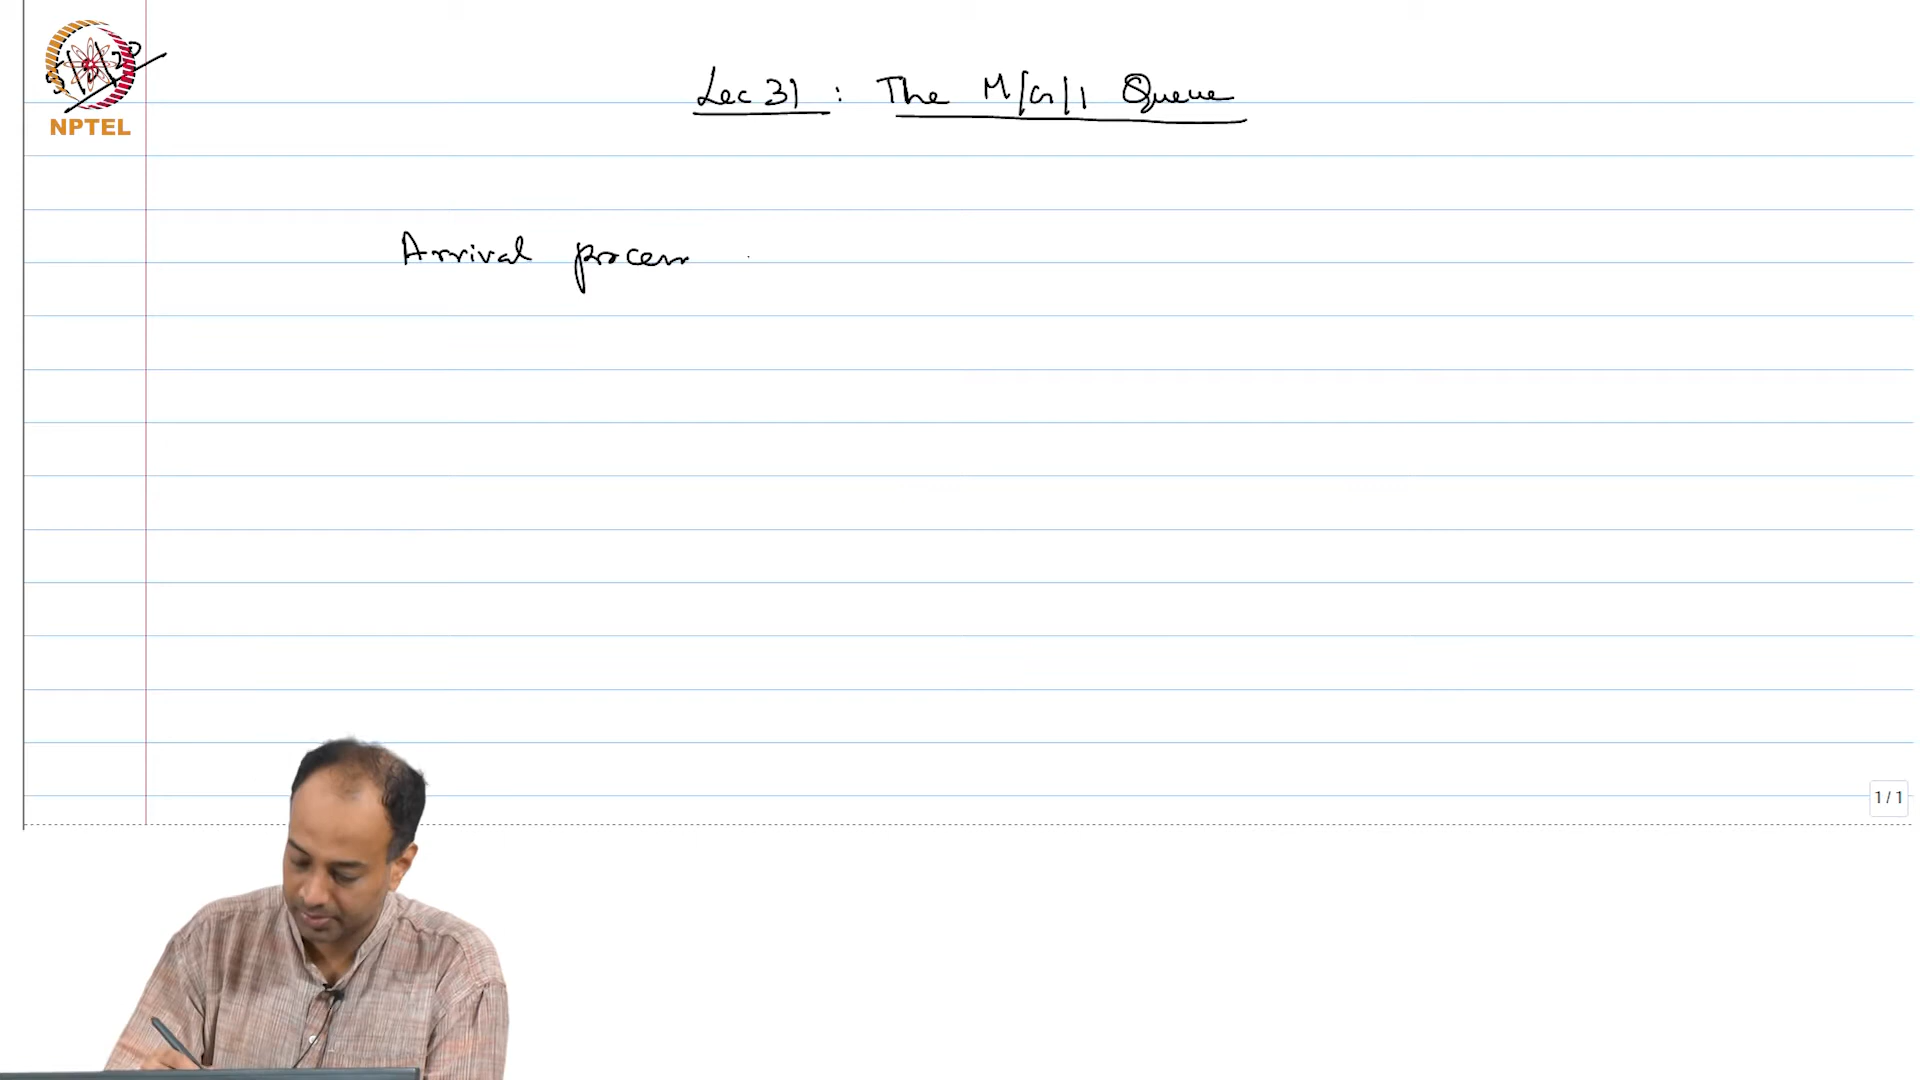 NPTEL
Lec 31 : The M/G/1 Queue
Arrival process
1 / 1